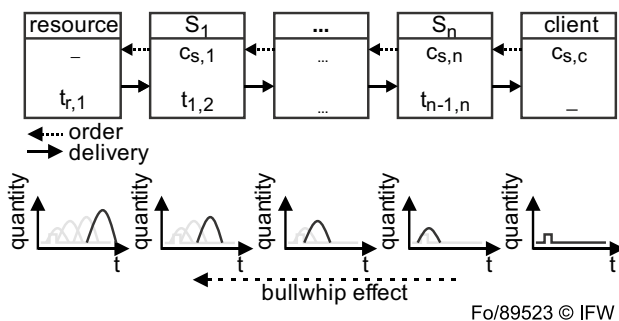 resource S1 ... Sn client
– cs,1 ... cs,n cs,c
tr,1 t1,2 ... tn-1,n –
order
delivery
quantity quantity quantity quantity quantity
t t t t t
bullwhip effect
Fo/89523 © IFW